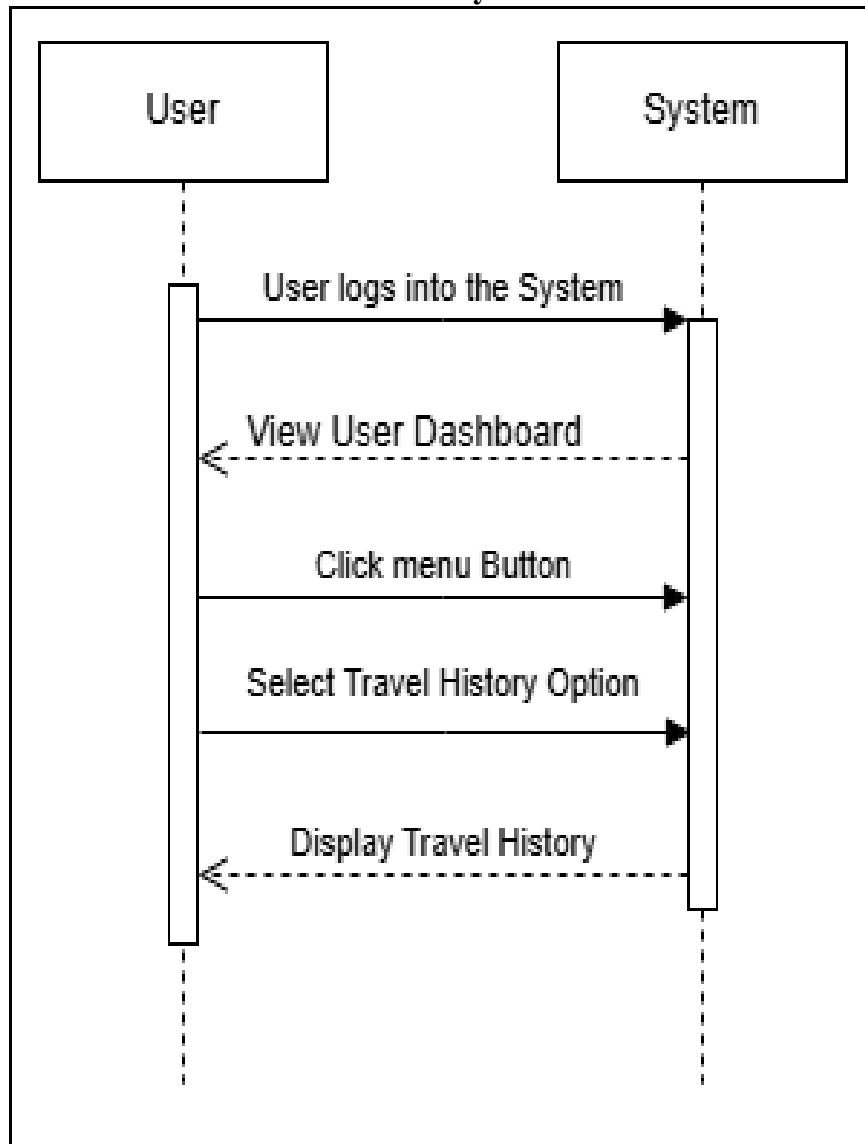 User
System
User logs into the System
View User Dashboard
Click menu Button
Select Travel History Option
Display Travel History